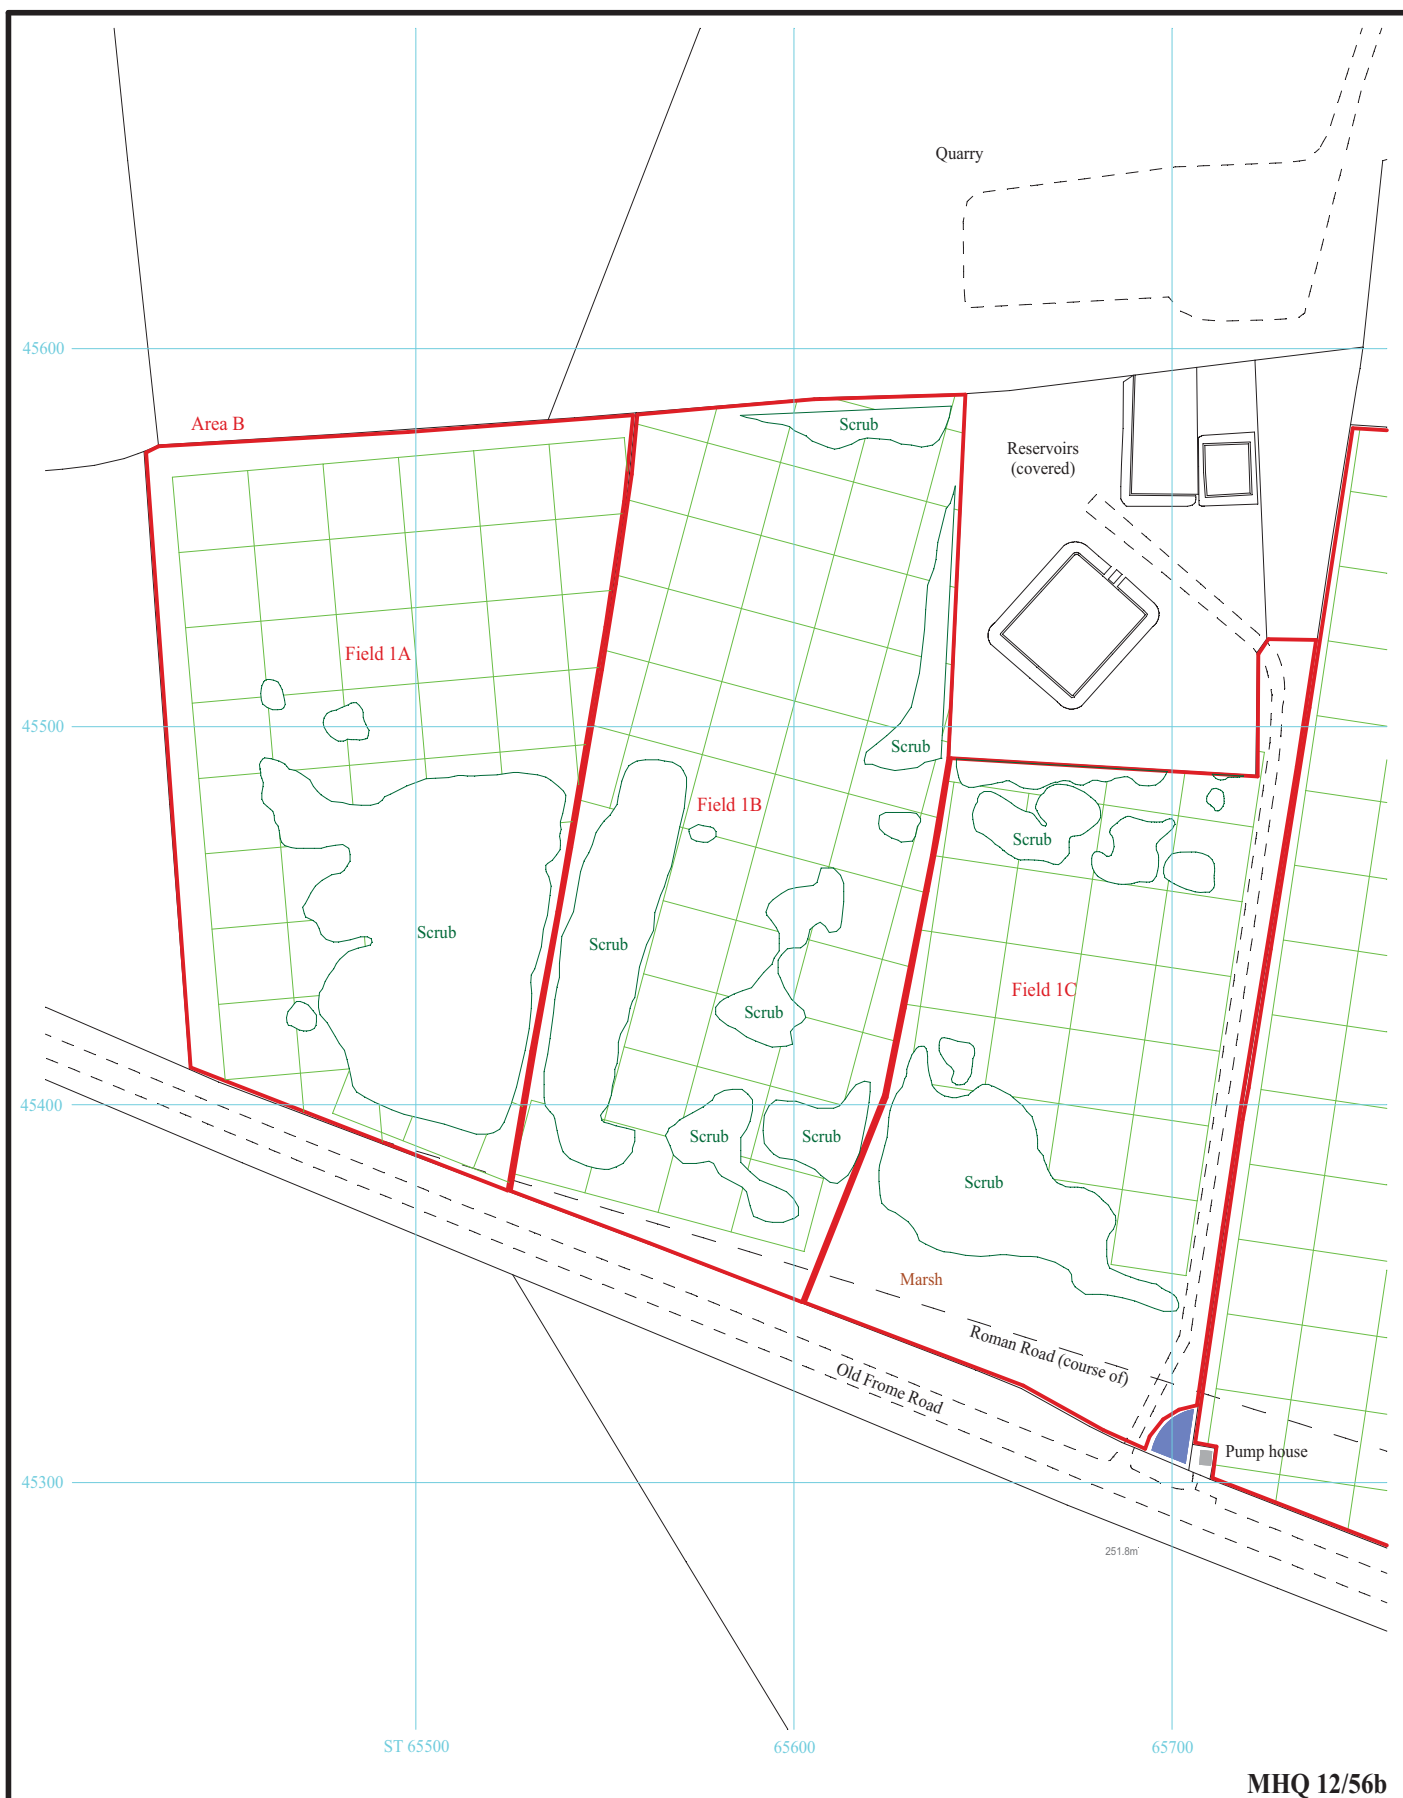 Quarry
45600
Area B
Scrub
Reservoirs
(covered)
Field 1A
45500
Scrub
Field 1B
Scrub
Scrub
Scrub
Field 1C
Scrub
45400
Scrub
Scrub
Scrub
Marsh
Roman Road (course of)
Old Frome Road
Pump house
45300
251.8m
ST 65500
65600
65700
MHQ 12/56b